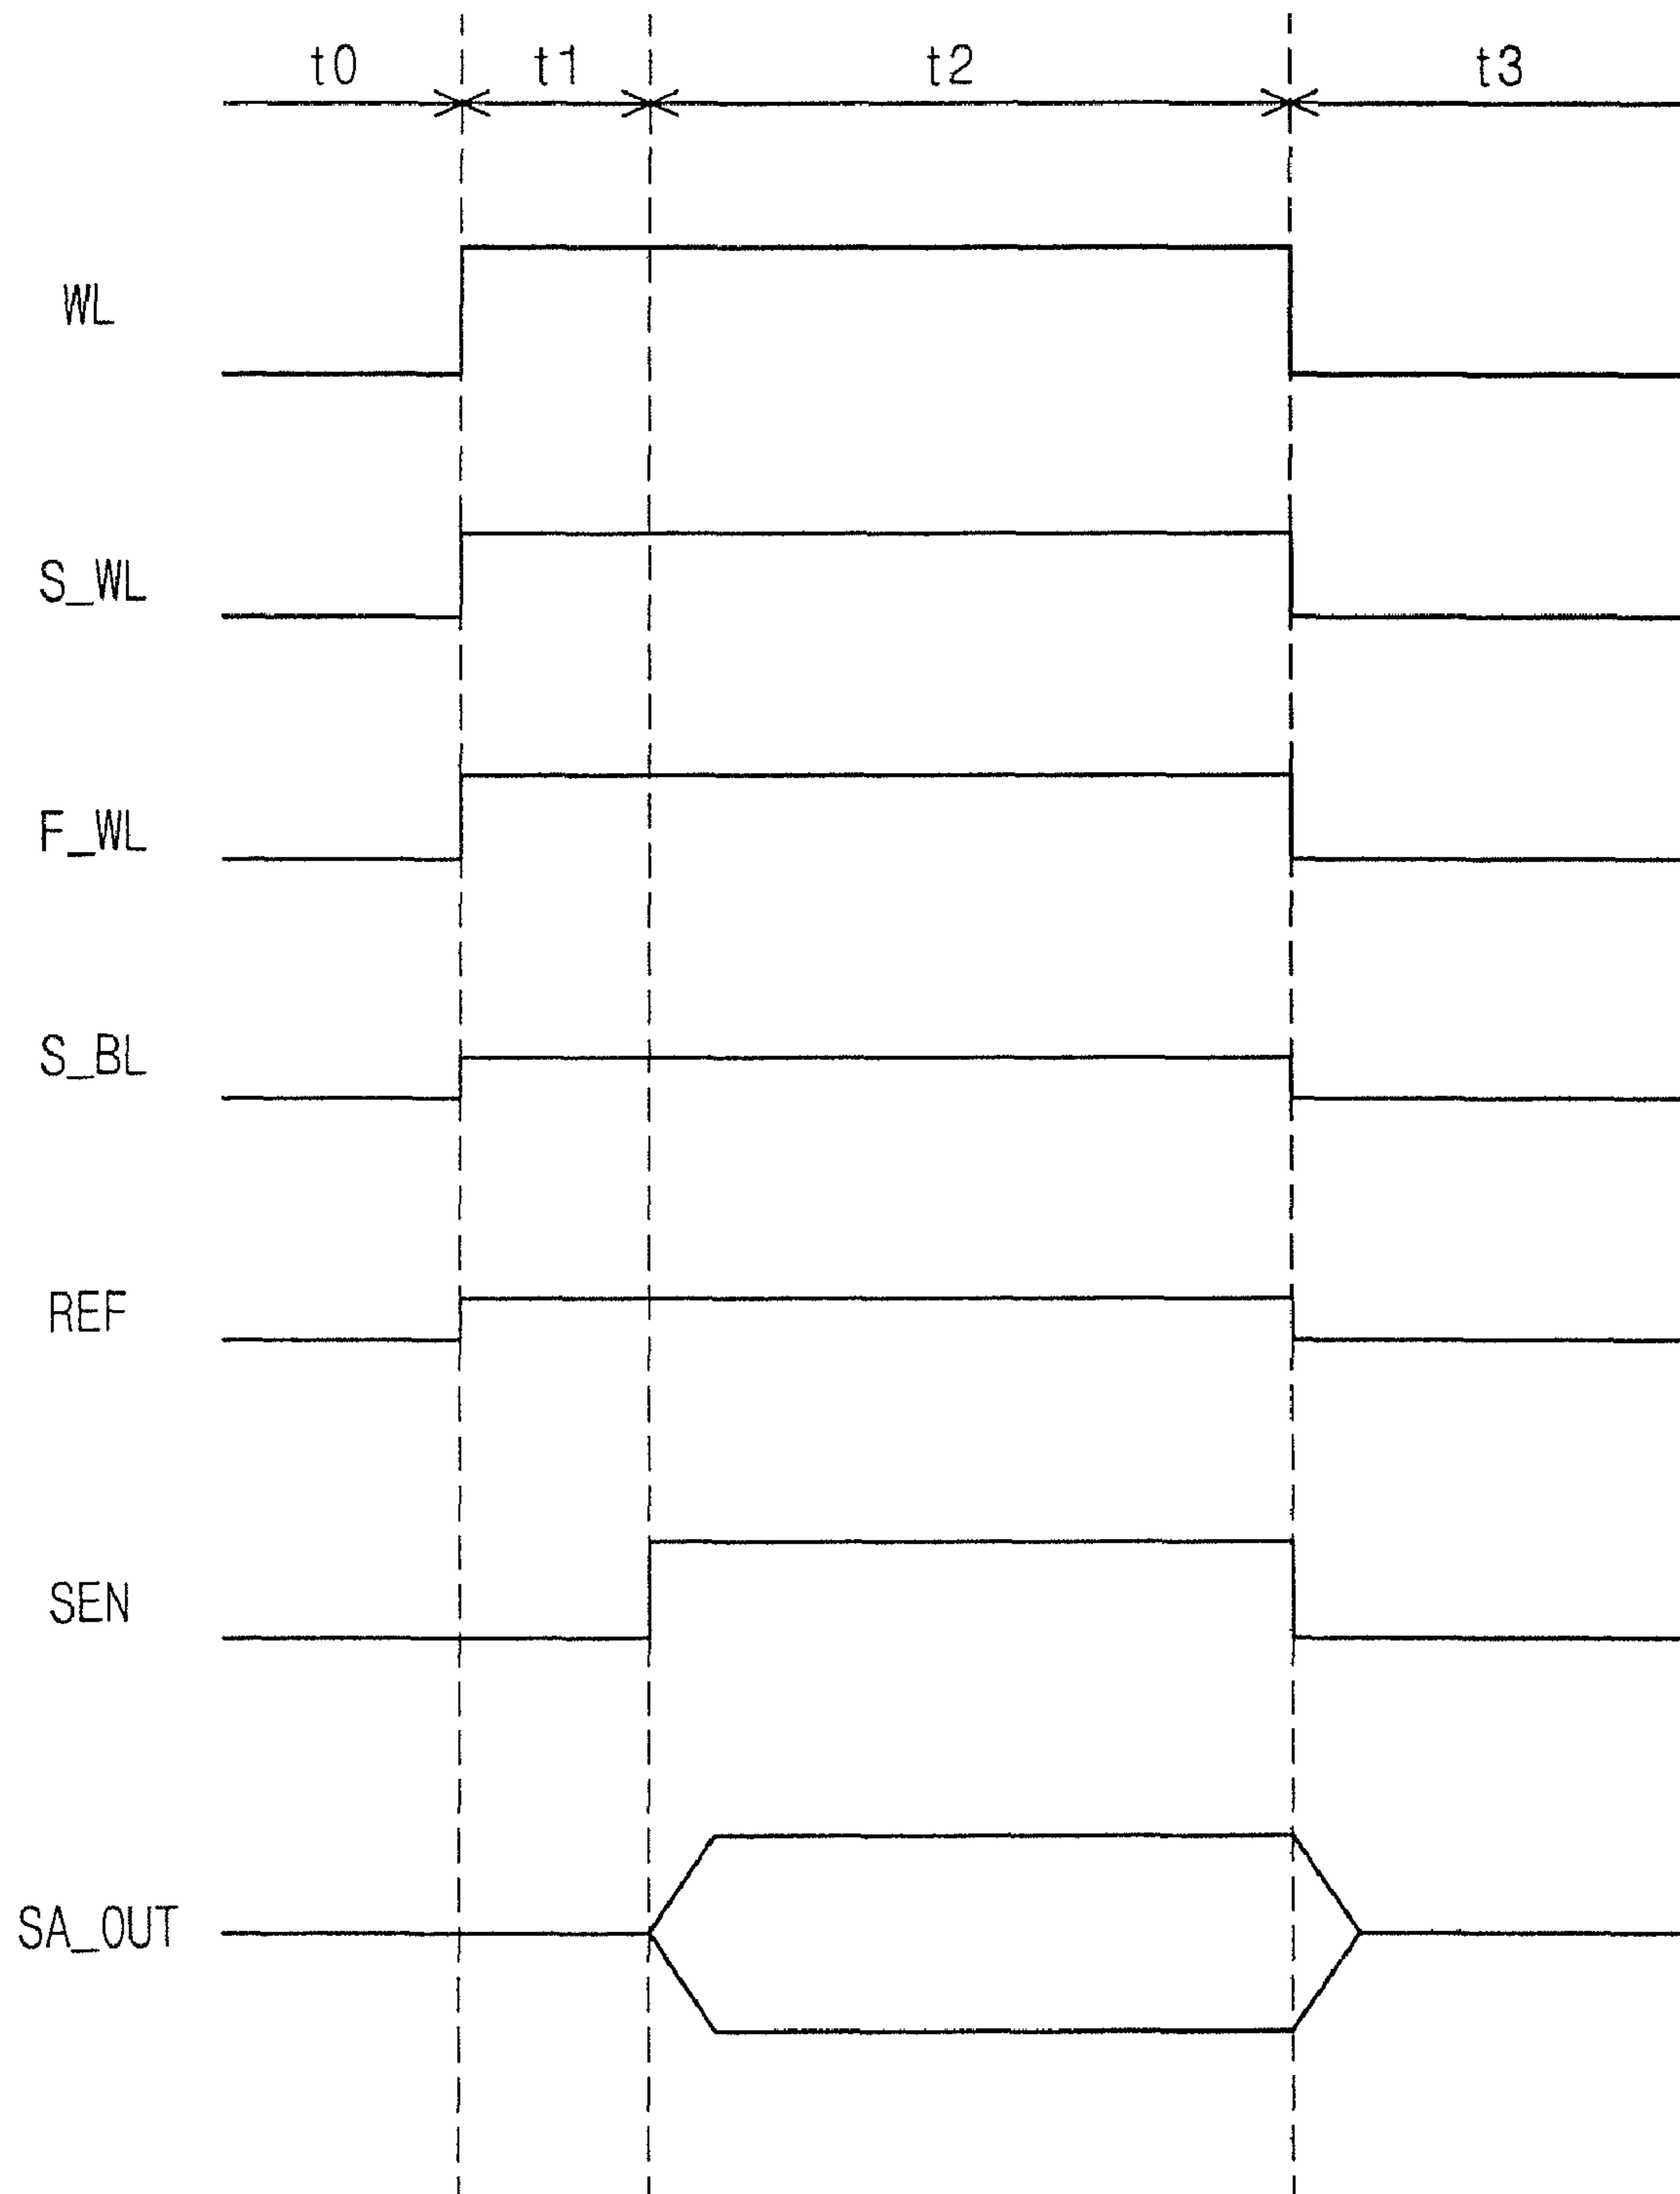 t0 t1 t2 t3
WL
S_WL
F_WL
S_BL
REF
SEN
SA_OUT